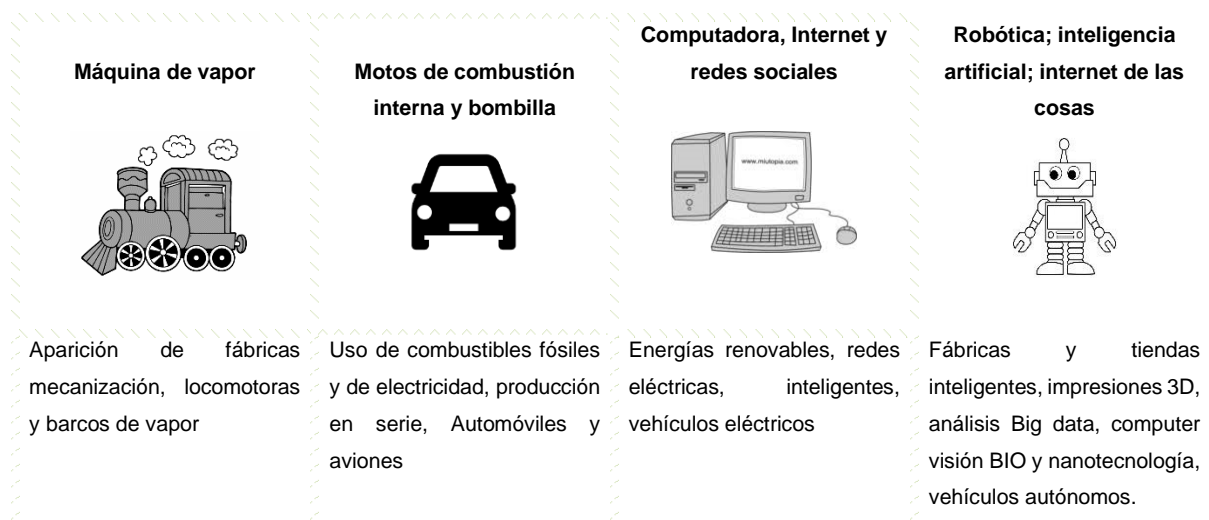 Máquina de vapor
Motos de combustión
interna y bombilla
Computadora, Internet y
redes sociales
www.miutopia.com
Robótica; inteligencia
artificial; internet de las
cosas
Aparición de fábricas
mecanización, locomotoras
y barcos de vapor
Uso de combustibles fósiles
y de electricidad, producción
en serie, Automóviles y
aviones
Energías renovables, redes
eléctricas, inteligentes,
vehículos eléctricos
Fábricas y tiendas
inteligentes, impresiones 3D,
análisis Big data, computer
visión BIO y nanotecnología,
vehículos autónomos.